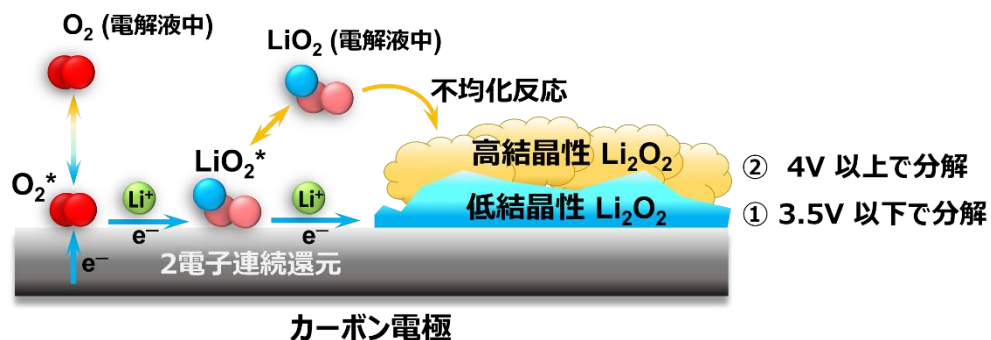 O₂ (電解液中)
LiO₂ (電解液中)
不均化反応
O₂*
Li⁺
e⁻
LiO₂*
Li⁺
e⁻
高結晶性 Li₂O₂
② 4V 以上で分解
低結晶性 Li₂O₂
① 3.5V 以下で分解
e⁻
2電子連続還元
カーボン電極